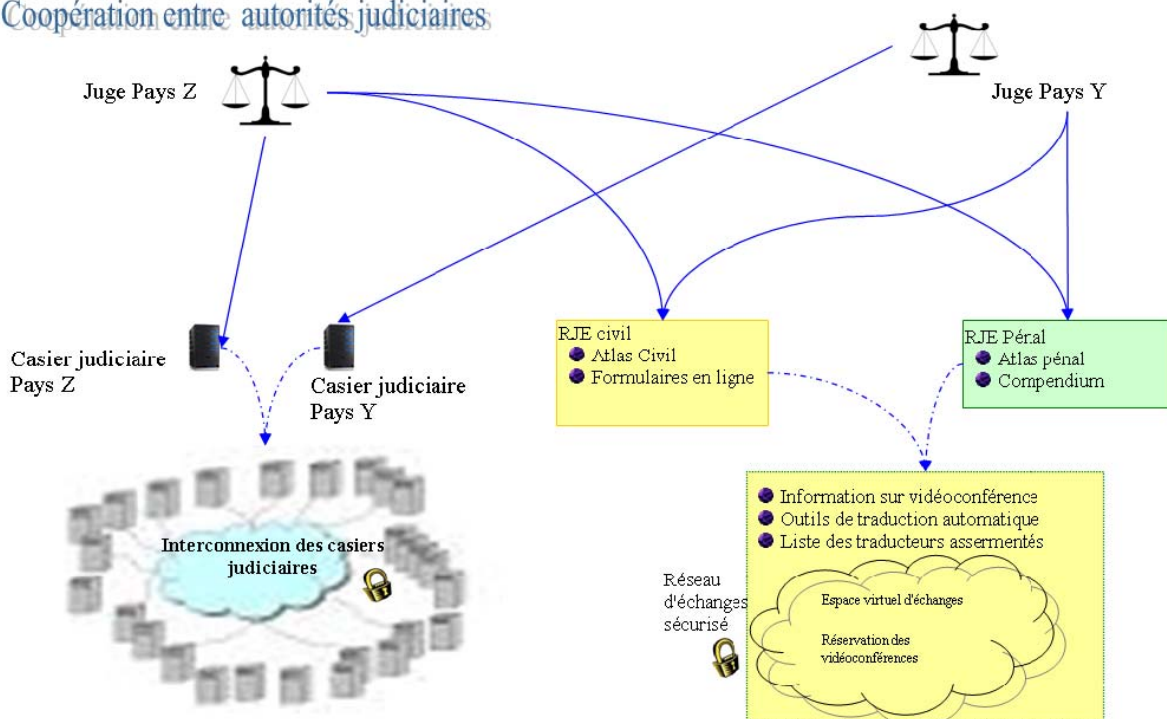 Coopération entre autorités judiciaires
Juge Pays Z
Juge Pays Y
Casier judiciaire
Pays Z
Casier judiciaire
Pays Y
RJE civil
Atlas Civil
Formulaires en ligne
RJE Pénal
Atlas pénal
Compendium
Interconnexion des casiers
judiciaires
Information sur vidéoconférence
Outils de traduction automatique
Liste des traducteurs assermentés
Réseau
d'échanges
sécurisé
Espace virtuel d'échanges
Réservation des
vidéoconférences